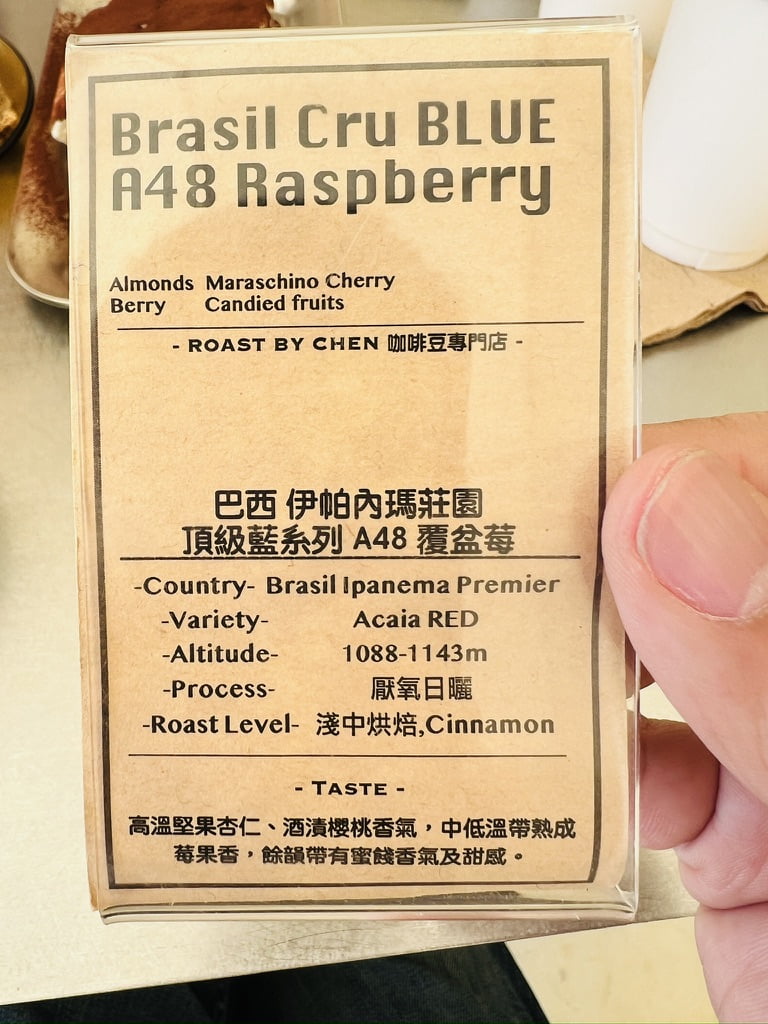 Brasil Cru BLUE
A48 Raspberry
Almonds Maraschino Cherry
Berry Candied fruits
- ROAST BY CHEN 咖啡豆專門店 -
巴西 伊帕內瑪莊園
頂級藍系列 A48 覆盆莓
-Country- Brasil Ipanema Premier
-Variety- Acaia RED
-Altitude- 1088-1143m
-Process- 厭氧日曬
-Roast Level- 淺中烘焙,Cinnamon
- TASTE -
高溫堅果杏仁、酒漬櫻桃香氣，中低溫帶熟成
莓果香，餘韻帶有蜜餞香氣及甜感。